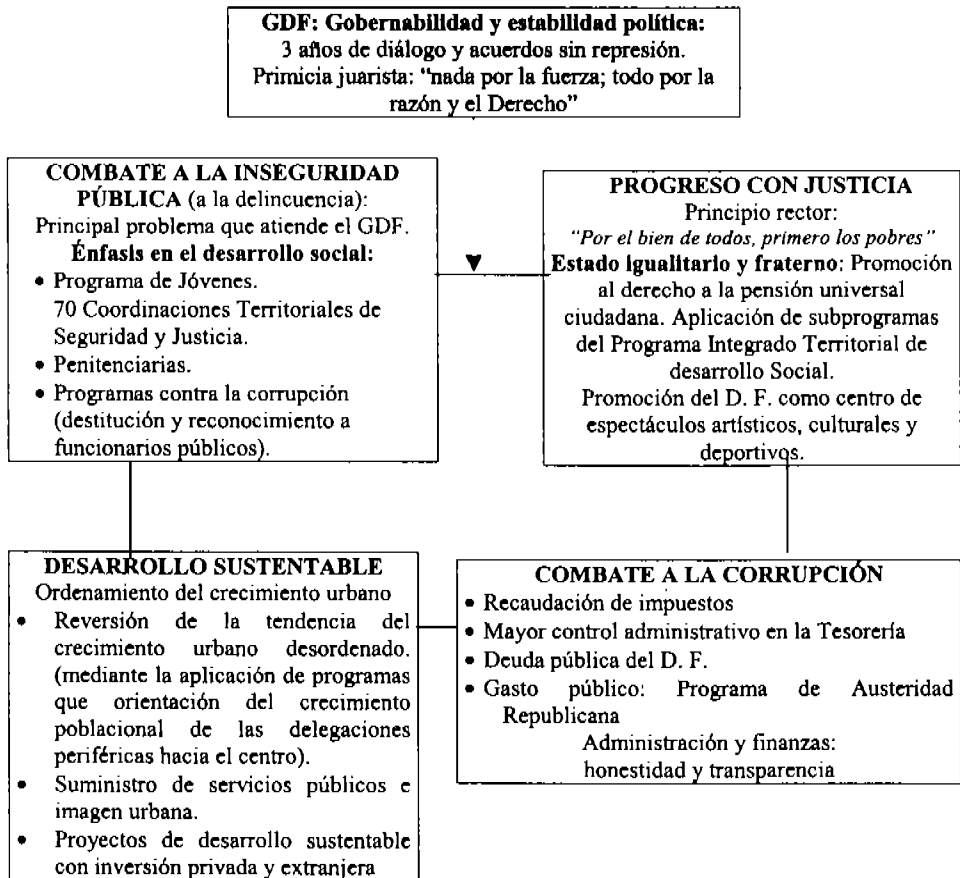 GDF: Gobernabilidad y estabilidad política:
3 años de diálogo y acuerdos sin represión.
Primicia juarista: “nada por la fuerza; todo por la
razón y el Derecho”
COMBATE A LA INSEGURIDAD
PÚBLICA (a la delincuencia):
Principal problema que atiende el GDF.
Énfasis en el desarrollo social:
• Programa de Jóvenes.
70 Coordinaciones Territoriales de
Seguridad y Justicia.
• Penitenciarias.
• Programas contra la corrupción
(destitución y reconocimiento a
funcionarios públicos).
PROGRESO CON JUSTICIA
Principio rector:
“Por el bien de todos, primero los pobres”
Estado igualitario y fraterno: Promoción
al derecho a la pensión universal
ciudadana. Aplicación de subprogramas
del Programa Integrado Territorial de
desarrollo Social.
Promoción del D. F. como centro de
espectáculos artísticos, culturales y
deportivos.
DESARROLLO SUSTENTABLE
Ordenamiento del crecimiento urbano
• Reversión de la tendencia del
crecimiento urbano desordenado.
(mediante la aplicación de programas
que orientación del crecimiento
poblacional de las delegaciones
periféricas hacia el centro).
• Suministro de servicios públicos e
imagen urbana.
• Proyectos de desarrollo sustentable
con inversión privada y extranjera
COMBATE A LA CORRUPCIÓN
• Recaudación de impuestos
• Mayor control administrativo en la Tesorería
• Deuda pública del D. F.
• Gasto público: Programa de Austeridad
Republicana
Administración y finanzas:
honestidad y transparencia